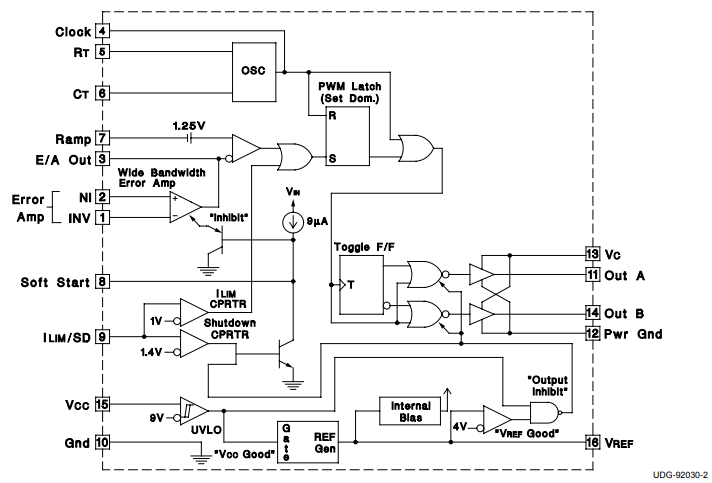 Clock 4
RT 5
OSC
CT 6
PWM Latch
(Set Dom.)
R
S
1.25V
Ramp 7
E/A Out 3
Wide Bandwidth
Error Amp
Error
Amp
NI 2
INV 1
+
−
"Inhibit"
VIN
9µA
Soft Start 8
Toggle F/F
T
13 VC
11 Out A
14 Out B
12 Pwr Gnd
ILIM
CPRTR
1V
ILIM/SD 9
Shutdown
CPRTR
1.4V
VCC 15
9V
UVLO
Gnd 10
"VCC Good"
Gate
REF
Gen
Internal
Bias
4V
"VREF Good"
"Output
Inhibit"
16 VREF
UDG-92030-2